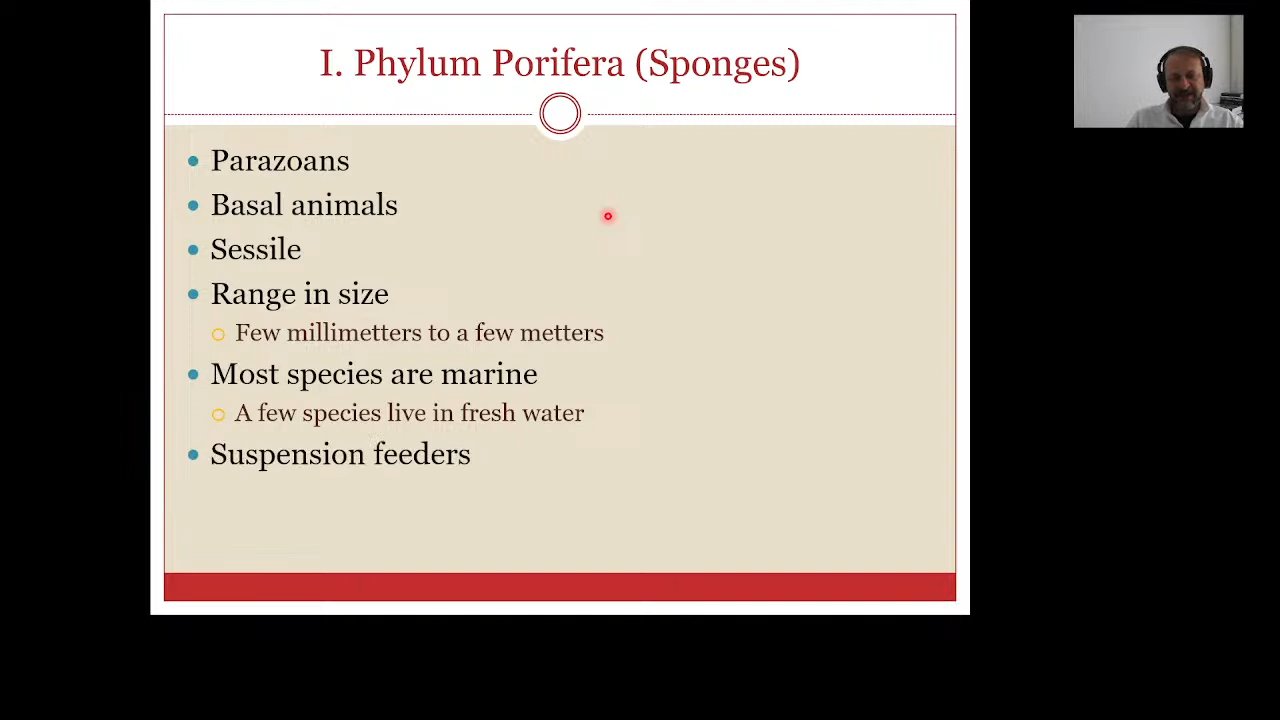 I. Phylum Porifera (Sponges)
• Parazoans
• Basal animals
• Sessile
• Range in size
○ Few millimetters to a few metters
• Most species are marine
○ A few species live in fresh water
• Suspension feeders